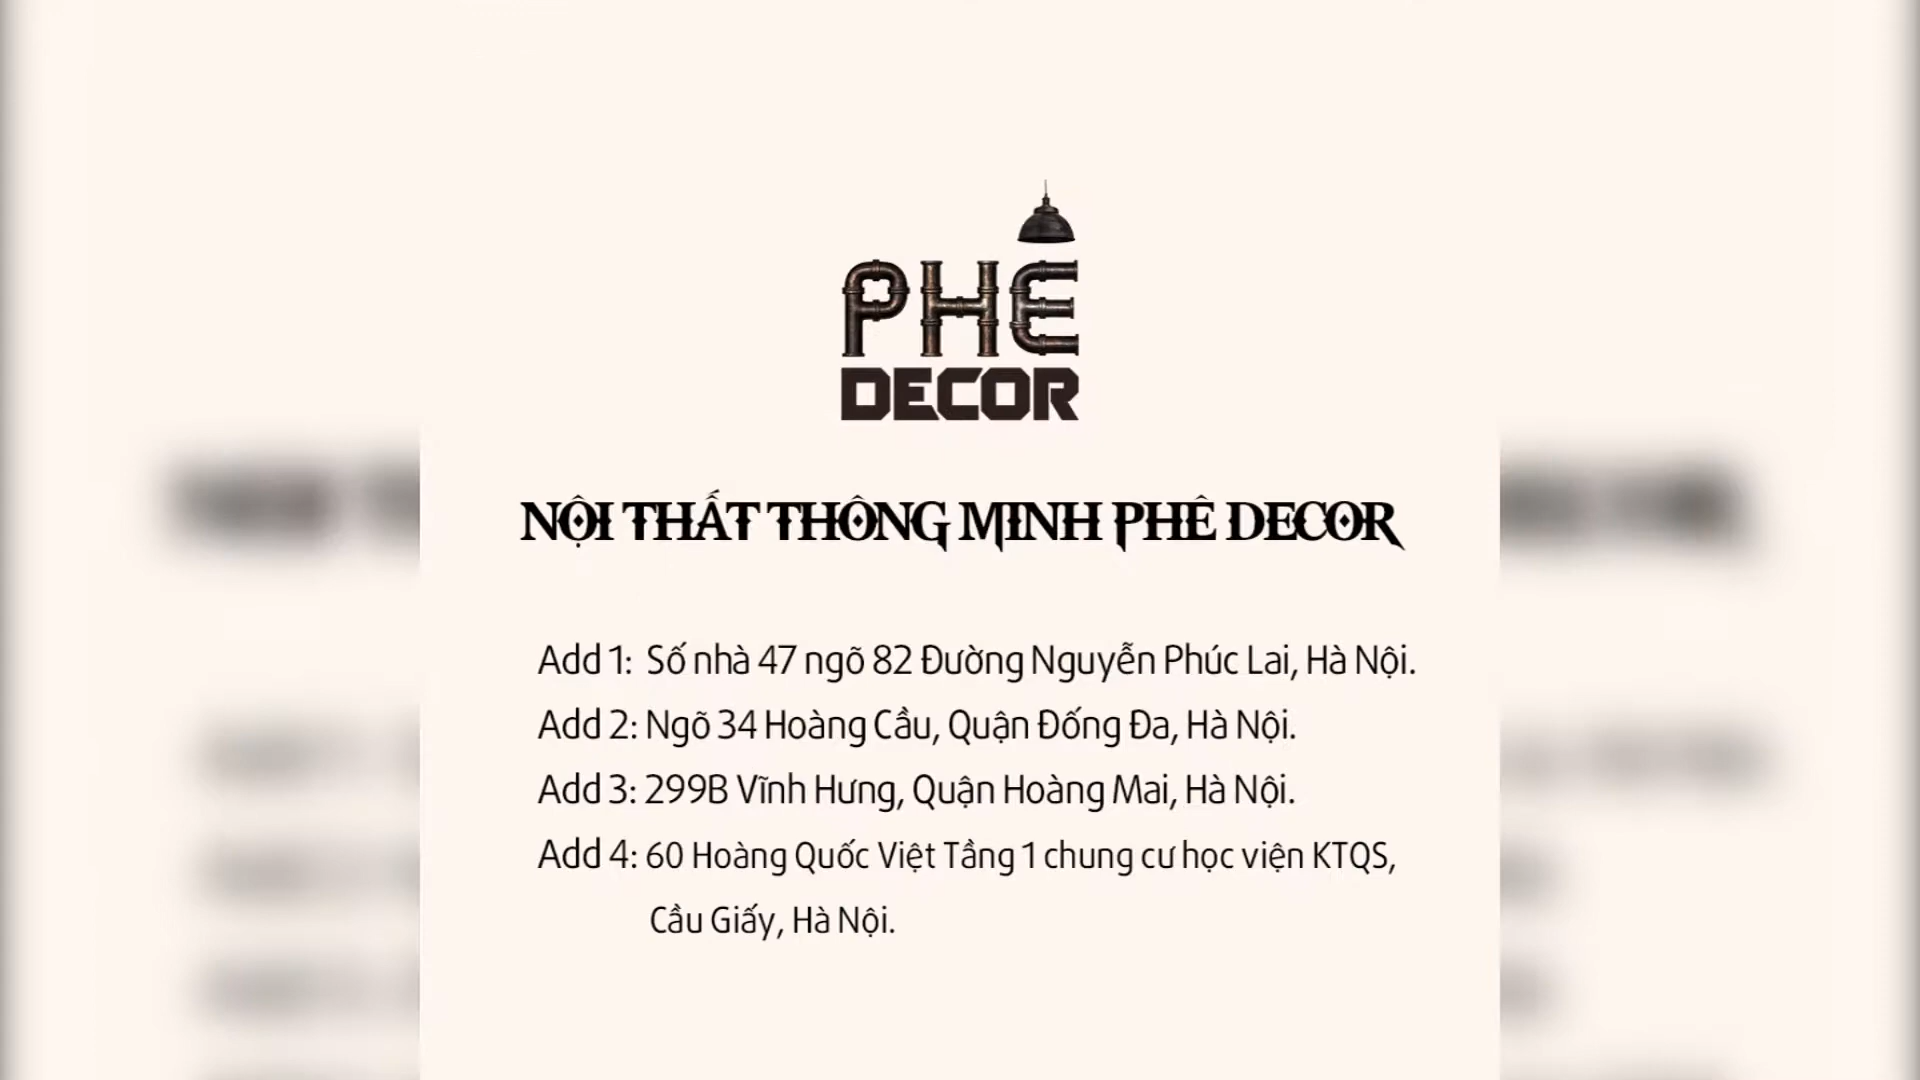 PHÊ
DECOR
NỘI THẤT THÔNG MINH PHÊ DECOR
Add 1: Số nhà 47 ngõ 82 Đường Nguyễn Phúc Lai, Hà Nội.
Add 2: Ngõ 34 Hoàng Cầu, Quận Đống Đa, Hà Nội.
Add 3: 299B Vĩnh Hưng, Quận Hoàng Mai, Hà Nội.
Add 4: 60 Hoàng Quốc Việt Tầng 1 chung cư học viện KTQS,
Cầu Giấy, Hà Nội.